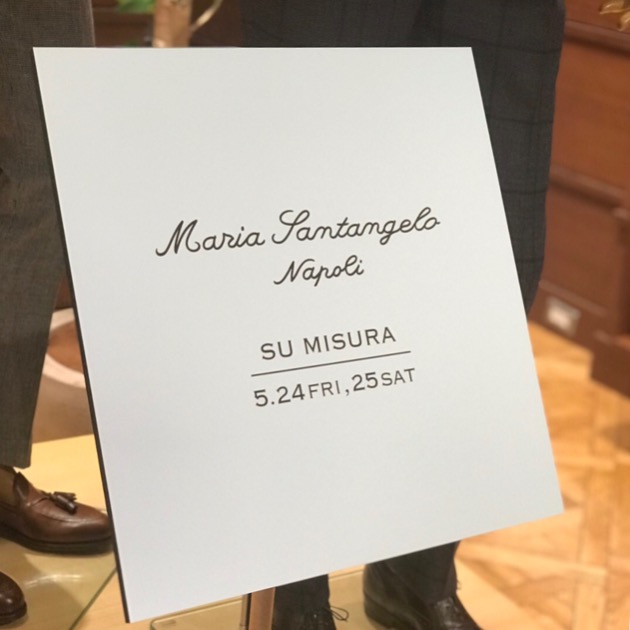 Maria Santangelo
Napoli
SU MISURA
5.24FRI,25SAT